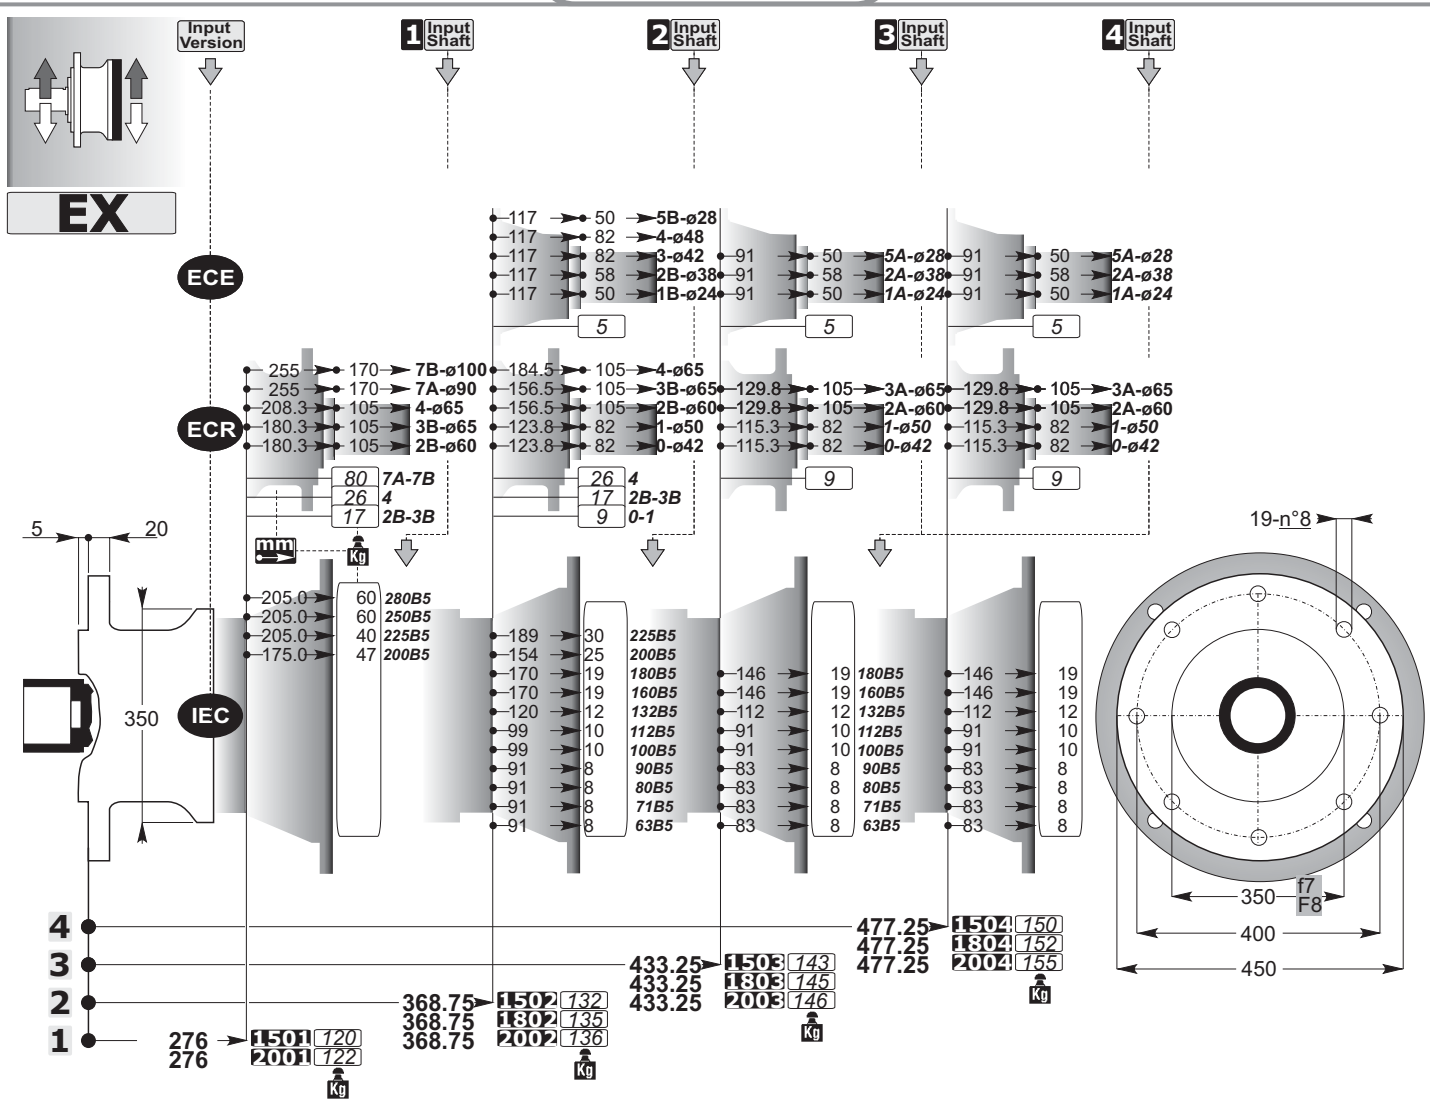 Input Version
1 Input Shaft
2 Input Shaft
3 Input Shaft
4 Input Shaft
EX
ECE
117 50 5B-ø28
117 82 4-ø48
117 82 3-ø42 91 50 5A-ø28 91 50 5A-ø28
117 58 2B-ø38 91 58 2A-ø38 91 58 2A-ø38
117 50 1B-ø24 91 50 1A-ø24 91 50 1A-ø24
5 5 5
ECR
255 170 7B-ø100 184.5 105 4-ø65
255 170 7A-ø90 156.5 105 3B-ø65 129.8 105 3A-ø65 129.8 105 3A-ø65
208.3 105 4-ø65 156.5 105 2B-ø60 129.8 105 2A-ø60 129.8 105 2A-ø60
180.3 105 3B-ø65 123.8 82 1-ø50 115.3 82 1-ø50 115.3 82 1-ø50
180.3 105 2B-ø60 123.8 82 0-ø42 115.3 82 0-ø42 115.3 82 0-ø42
80 7A-7B 26 4 9 9
26 4 17 2B-3B
17 2B-3B 9 0-1
mm Kg
5 20
19-n°8
IEC
350
205.0 60 280B5
205.0 60 250B5
205.0 40 225B5 189 30 225B5
175.0 47 200B5 154 25 200B5
170 19 180B5 146 19 180B5 146 19
170 19 160B5 146 19 160B5 146 19
120 12 132B5 112 12 132B5 112 12
99 10 112B5 91 10 112B5 91 10
99 10 100B5 91 10 100B5 91 10
91 8 90B5 83 8 90B5 83 8
91 8 80B5 83 8 80B5 83 8
91 8 71B5 83 8 71B5 83 8
91 8 63B5 83 8 63B5 83 8
350 f7 F8
400
450
4 477.25 1504 150
477.25 1804 152
477.25 2004 155
Kg
3 433.25 1503 143
433.25 1803 145
433.25 2003 146
Kg
2 368.75 1502 132
368.75 1802 135
368.75 2002 136
Kg
1 276 1501 120
276 2001 122
Kg